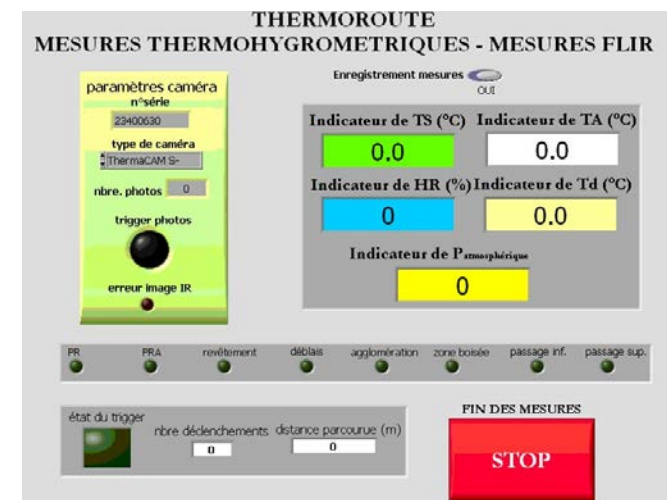 THERMOROUTE
MESURES THERMOHYGROMETRIQUES - MESURES FLIR
paramètres caméra
n°série
23400630
type de caméra
ThermaCAM S-
nbre. photos 0
trigger photos
erreur image IR
Enregistrement mesures
OUI
Indicateur de TS (°C) Indicateur de TA (°C)
0.0 0.0
Indicateur de HR (%) Indicateur de Td (°C)
0 0.0
Indicateur de Patmosphérique
0
PR PRA revêtement déblais agglomération zone boisée passage inf. passage sup.
état du trigger
nbre déclenchements distance parcourue (m)
0 0
FIN DES MESURES
STOP